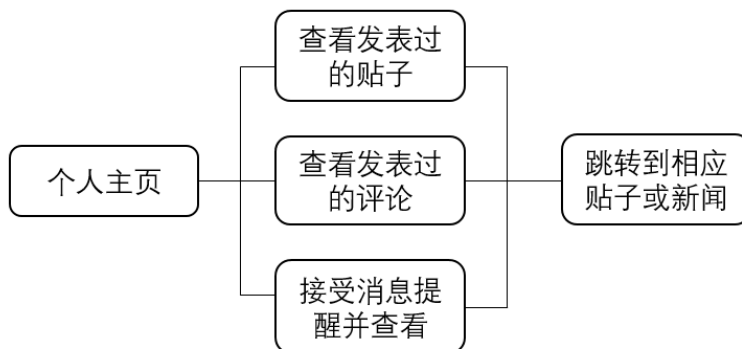 查看发表过
的贴子
个人主页
查看发表过
的评论
跳转到相应
贴子或新闻
接受消息提
醒并查看